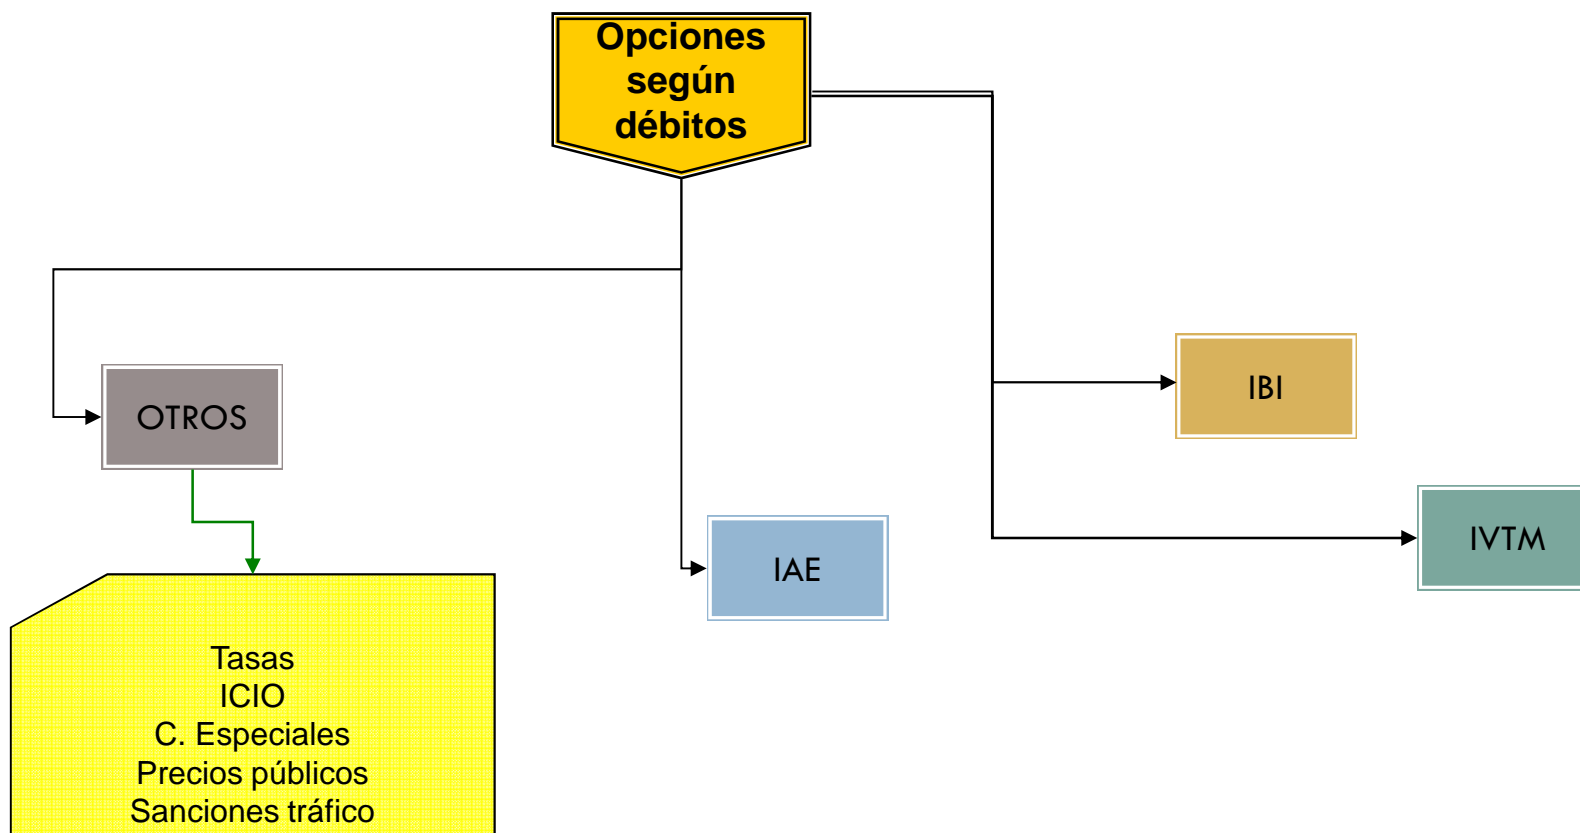 Opciones
según
débitos
IBI
OTROS
IVTM
IAE
Tasas
ICIO
C. Especiales
Precios públicos
Sanciones tráfico